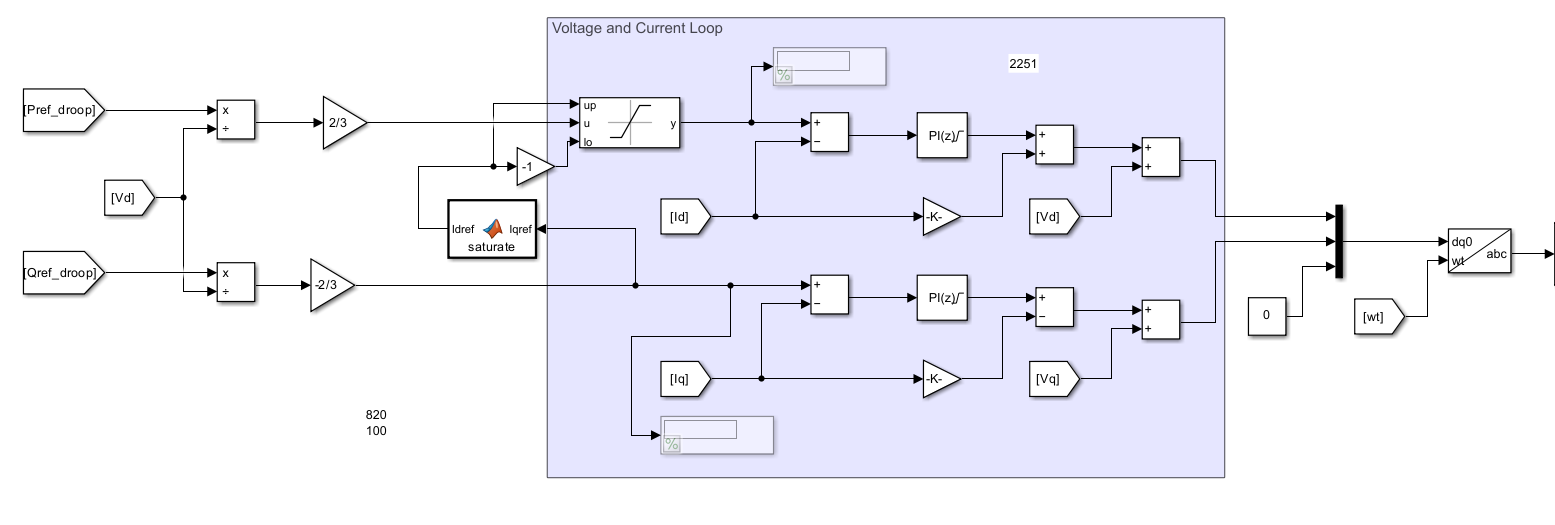 Voltage and Current Loop
2251
[Pref_droop]
x
÷
2/3
up
u
lo
y
+
−
PI(z)
+
+
+
+
-1
[Vd]
Idref
Iqref
saturate
[Id]
-K-
[Vd]
dq0
wt
abc
[Qref_droop]
x
÷
-2/3
+
−
PI(z)
+
−
+
+
0
[wt]
[Iq]
-K-
[Vq]
820
100
%
%